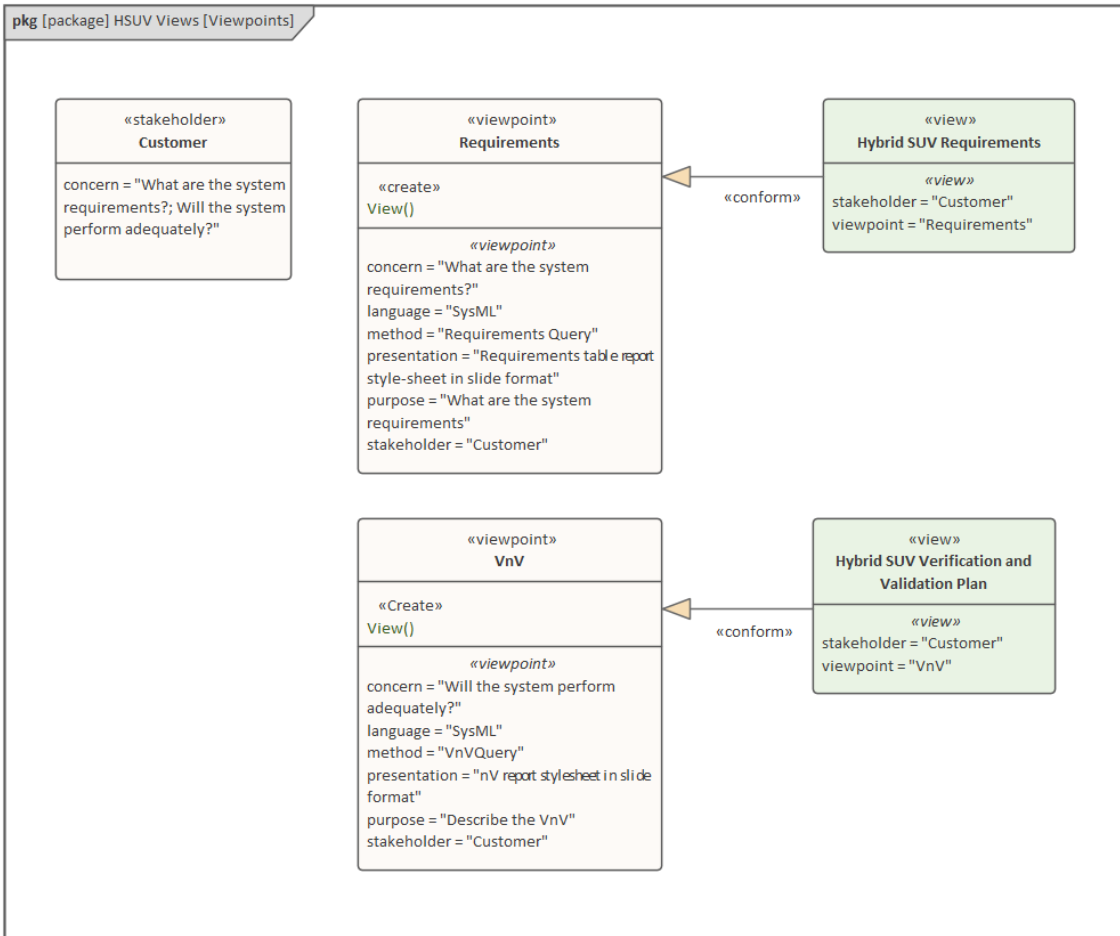 pkg [package] HSUV Views [Viewpoints]
«stakeholder»
Customer
concern = "What are the system
requirements?; Will the system
perform adequately?"
«viewpoint»
Requirements
«create»
View()
«viewpoint»
concern = "What are the system
requirements?"
language = "SysML"
method = "Requirements Query"
presentation = "Requirements table report
style-sheet in slide format"
purpose = "What are the system
requirements"
stakeholder = "Customer"
«conform»
«view»
Hybrid SUV Requirements
«view»
stakeholder = "Customer"
viewpoint = "Requirements"
«viewpoint»
VnV
«Create»
View()
«viewpoint»
concern = "Will the system perform
adequately?"
language = "SysML"
method = "VnVQuery"
presentation = "nV report stylesheet in slide
format"
purpose = "Describe the VnV"
stakeholder = "Customer"
«conform»
«view»
Hybrid SUV Verification and
Validation Plan
«view»
stakeholder = "Customer"
viewpoint = "VnV"